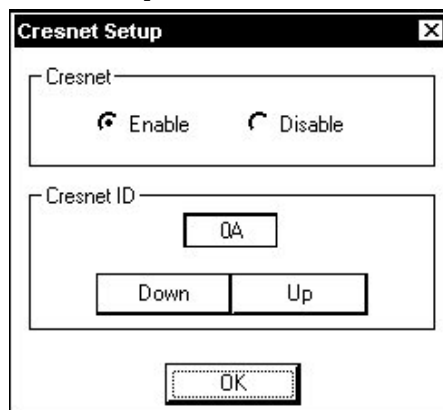 Cresnet Setup
Cresnet
Enable Disable
Cresnet ID
0A
Down Up
OK